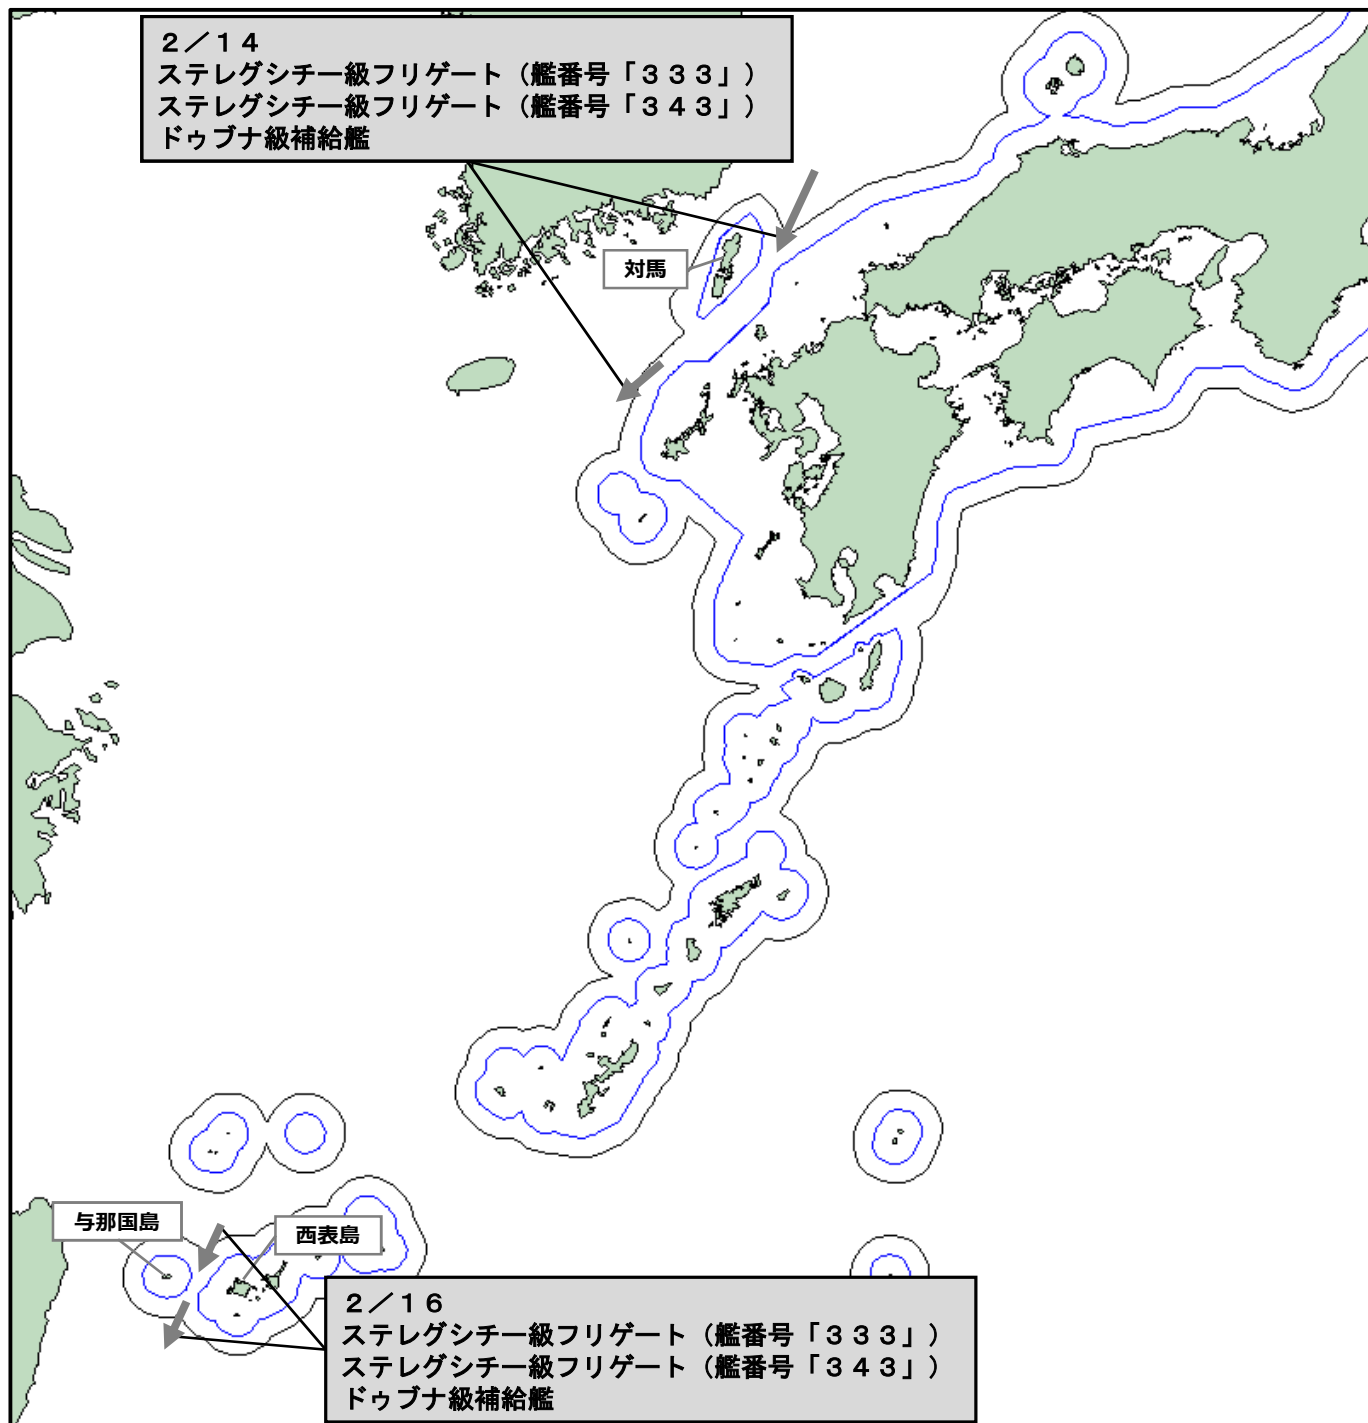 ２／１４
ステレグシチー級フリゲート（艦番号「３３３」）
ステレグシチー級フリゲート（艦番号「３４３」）
ドゥブナ級補給艦
対馬
与那国島
西表島
２／１６
ステレグシチー級フリゲート（艦番号「３３３」）
ステレグシチー級フリゲート（艦番号「３４３」）
ドゥブナ級補給艦